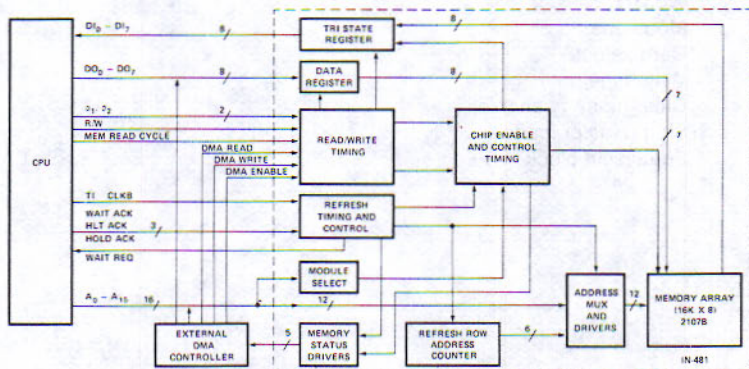 DI0 – DI7
8
TRI STATE
REGISTER
8
DO0 – DO7
8
DATA
REGISTER
8
7
2
R/W
MEM READ CYCLE
READ/WRITE
TIMING
CHIP ENABLE
AND CONTROL
TIMING
7
CPU
DMA READ
DMA WRITE
DMA ENABLE
CLKB
WAIT ACK
HLT ACK
3
HOLD ACK
WAIT REQ
REFRESH
TIMING AND
CONTROL
MODULE
SELECT
A0 – A15
16
12
ADDRESS
MUX
AND
DRIVERS
12
MEMORY ARRAY
(16K X 8)
2107B
EXTERNAL
DMA
CONTROLLER
5
MEMORY
STATUS
DRIVERS
REFRESH ROW
ADDRESS
COUNTER
6
IN-481